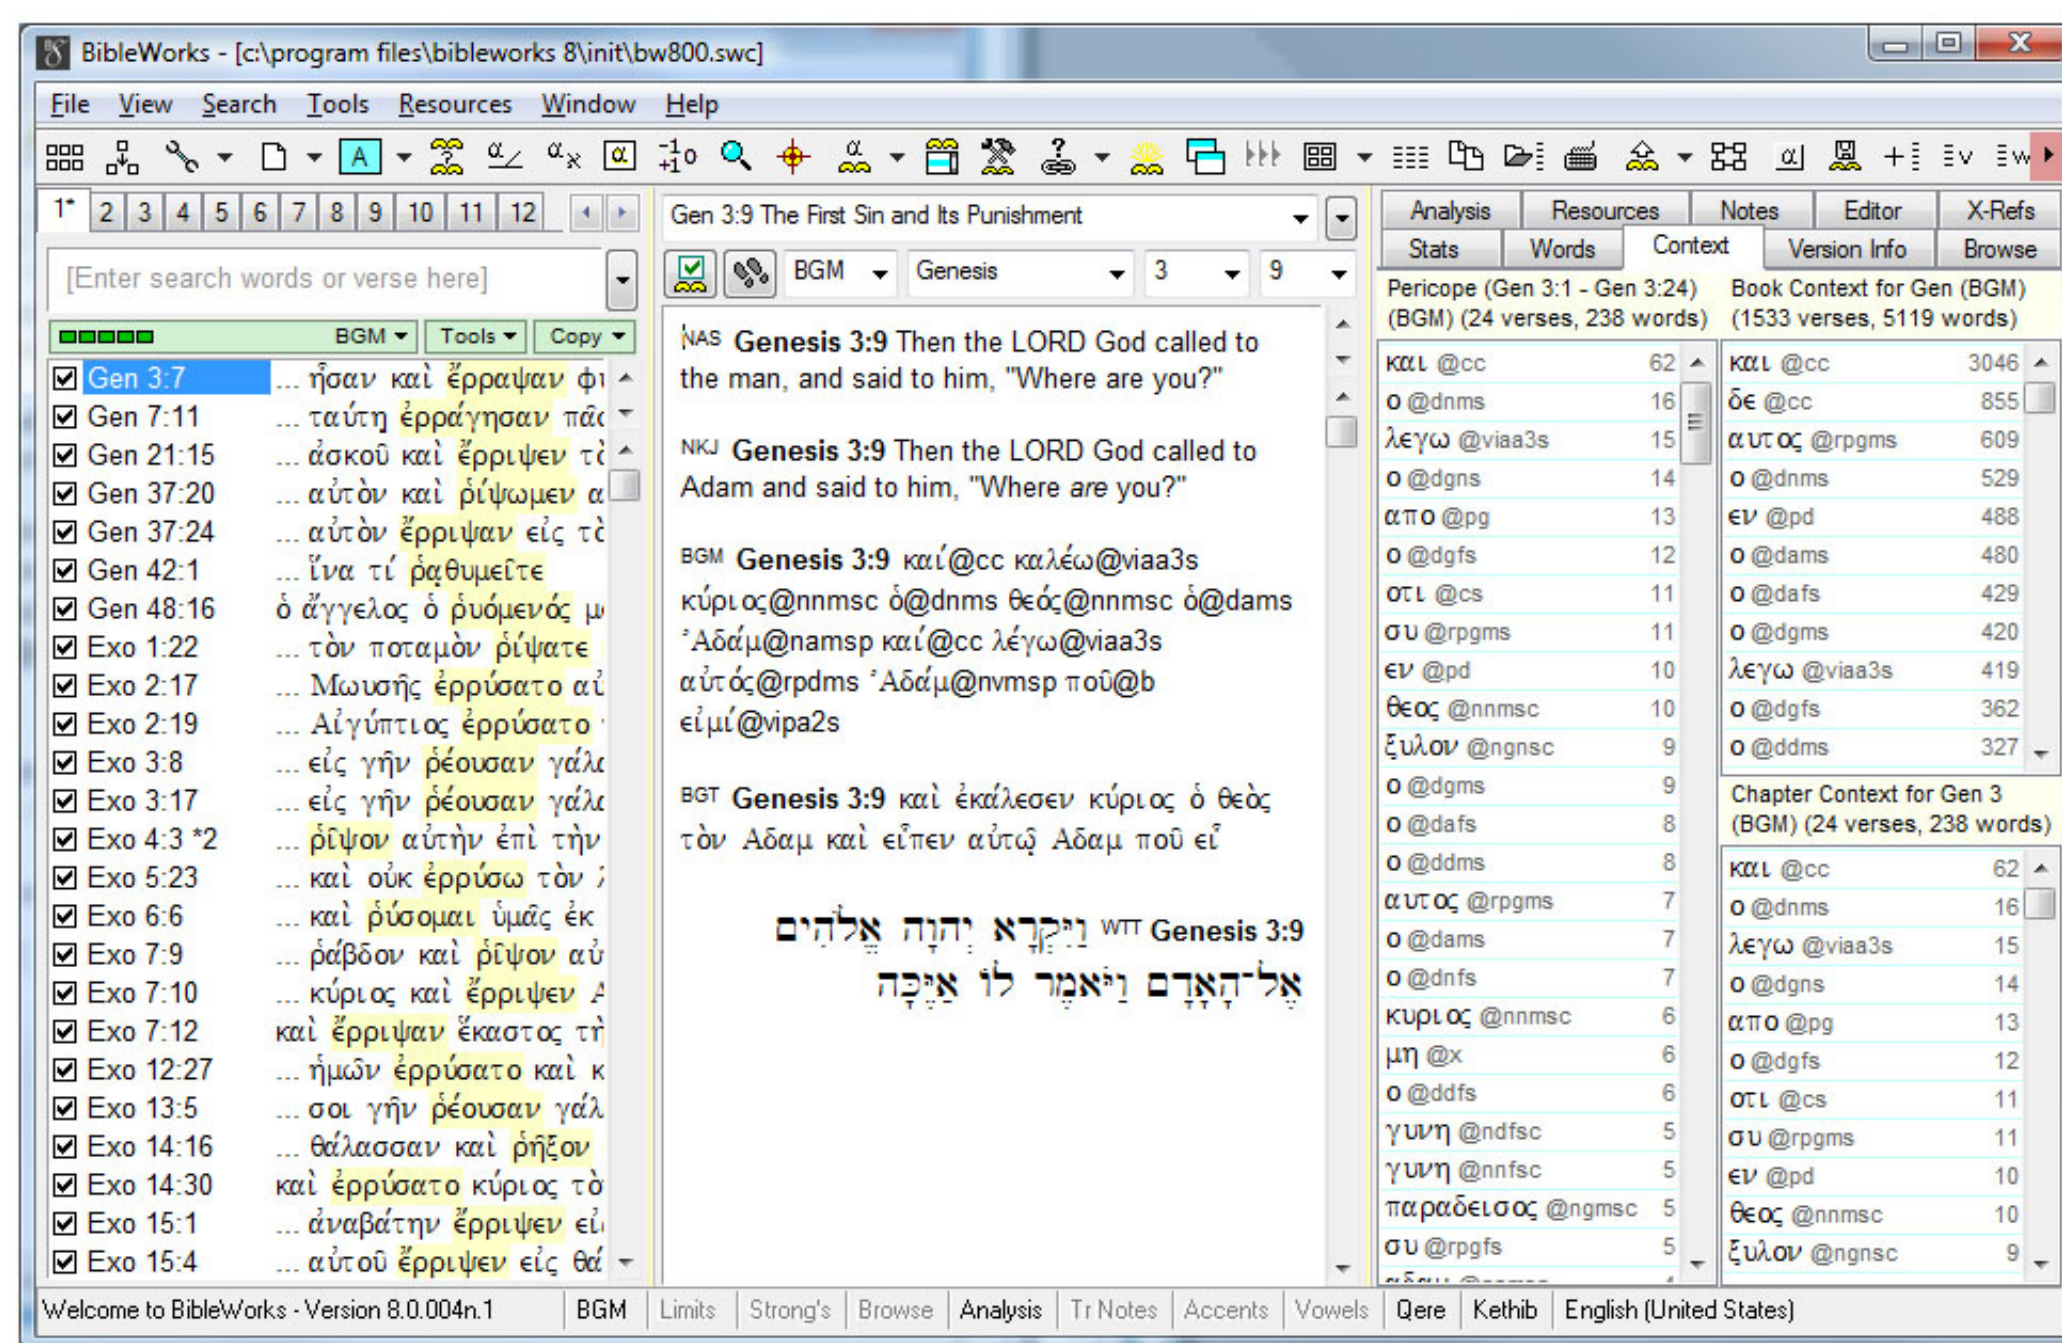 BibleWorks - [c:\program files\bibleworks 8\init\bw800.swc]
File View Search Tools Resources Window Help
1* 2 3 4 5 6 7 8 9 10 11 12
[Enter search words or verse here]
BGM Tools Copy
Gen 3:7 ... ἦσαν καὶ ἔρραψαν
Gen 7:11 ... ταύτῃ ἐρράγησαν
Gen 21:15 ... ἀσκοῦ καὶ ἔρριψεν
Gen 37:20 ... αὐτὸν καὶ ῥίψωμεν
Gen 37:24 ... αὐτὸν ἔρριψαν εἰς
Gen 42:1 ... ἵνα τί ῥᾳθυμεῖτε
Gen 48:16 ὁ ἄγγελος ὁ ῥυόμενός
Exo 1:22 ... τὸν ποταμὸν ῥίψατε
Exo 2:17 ... Μωυσῆς ἐρρύσατο
Exo 2:19 ... Αἰγύπτιος ἐρρύσατο
Exo 3:8 ... εἰς γῆν ῥέουσαν
Exo 3:17 ... εἰς γῆν ῥέουσαν
Exo 4:3 *2 ... ῥῖψον αὐτὴν ἐπὶ τὴν
Exo 5:23 ... καὶ οὐκ ἐρρύσω τὸν
Exo 6:6 ... καὶ ῥύσομαι ὑμᾶς ἐκ
Exo 7:9 ... ῥάβδον καὶ ῥῖψον
Exo 7:10 ... κύριος καὶ ἔρριψεν
Exo 7:12 καὶ ἔρριψαν ἕκαστος
Exo 12:27 ... ἡμῶν ἐρρύσατο καὶ
Exo 13:5 ... σοι γῆν ῥέουσαν
Exo 14:16 ... θάλασσαν καὶ ῥῆξον
Exo 14:30 καὶ ἐρρύσατο κύριος
Exo 15:1 ... ἀναβάτην ἔρριψεν
Exo 15:4 ... αὐτοῦ ἔρριψεν εἰς
Gen 3:9 The First Sin and Its Punishment
BGM Genesis 3 9
NAS Genesis 3:9 Then the LORD God called to
the man, and said to him, "Where are you?"
NKJ Genesis 3:9 Then the LORD God called to
Adam and said to him, "Where are you?"
BGM Genesis 3:9 καί@cc καλέω@viaa3s
κύριος@nnmsc ὁ@dnms θεός@nnmsc ὁ@dams
Ἀδάμ@namsp καί@cc λέγω@viaa3s
αὐτός@rpdms Ἀδάμ@nvmsp ποῦ@b
εἰμί@vipa2s
BGT Genesis 3:9 καὶ ἐκάλεσεν κύριος ὁ θεὸς
τὸν Αδαμ καὶ εἶπεν αὐτῷ Αδαμ ποῦ εἶ
WTT Genesis 3:9 וַיִּקְרָא יְהוָה אֱלֹהִים
אֶל־הָאָדָם וַיֹּאמֶר לוֹ אַיֶּכָּה
Analysis Resources Notes Editor X-Refs
Stats Words Context Version Info Browse
Pericope (Gen 3:1 - Gen 3:24)
(BGM) (24 verses, 238 words)
και @cc 62
ο @dnms 16
λεγω @viaa3s 15
ο @dgns 14
απο @pg 13
ο @dgfs 12
οτι @cs 11
συ @rpgms 11
εν @pd 10
θεος @nnmsc 10
ξυλον @ngnsc 9
ο @dgms 9
ο @dafs 8
ο @ddms 8
αυτος @rpgms 7
ο @dams 7
ο @dnfs 7
κυριος @nnmsc 6
μη @x 6
ο @ddfs 6
γυνη @ndfsc 5
γυνη @nnfsc 5
παραδεισος @ngmsc 5
συ @rpgfs 5
Book Context for Gen (BGM)
(1533 verses, 5119 words)
και @cc 3046
δε @cc 855
αυτος @rpgms 609
ο @dnms 529
εν @pd 488
ο @dams 480
ο @dafs 429
ο @dgms 420
λεγω @viaa3s 419
ο @dgfs 362
ο @ddms 327
Chapter Context for Gen 3
(BGM) (24 verses, 238 words)
και @cc 62
ο @dnms 16
λεγω @viaa3s 15
ο @dgns 14
απο @pg 13
ο @dgfs 12
οτι @cs 11
συ @rpgms 11
εν @pd 10
θεος @nnmsc 10
ξυλον @ngnsc 9
Welcome to BibleWorks - Version 8.0.004n.1 BGM Limits Strong's Browse Analysis Tr Notes Accents Vowels Qere Kethib English (United States)